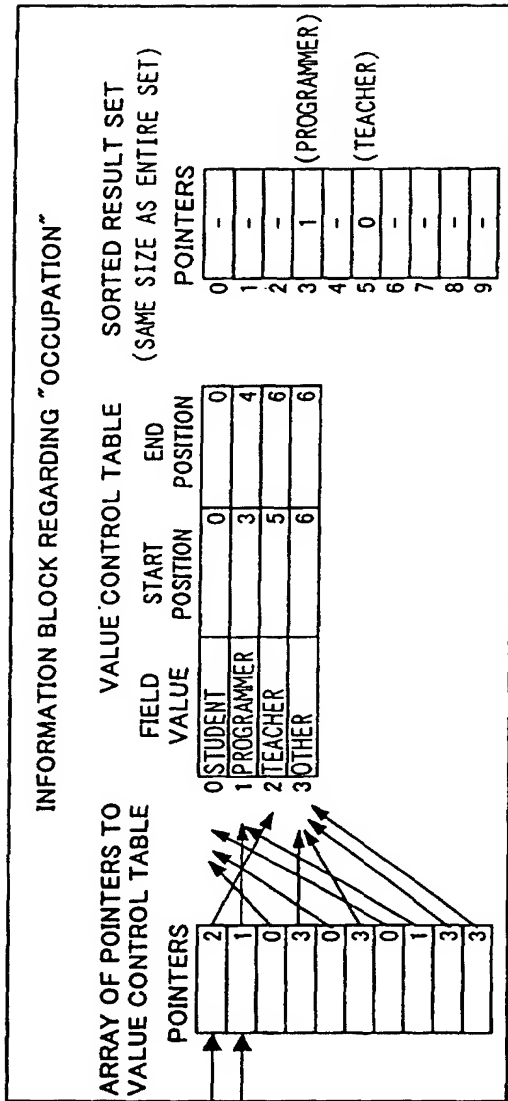 INFORMATION BLOCK REGARDING "OCCUPATION"
ARRAY OF POINTERS TO
VALUE CONTROL TABLE
POINTERS
2
1
0
3
0
3
0
1
3
3
VALUE CONTROL TABLE
FIELD VALUE START POSITION END POSITION
0 STUDENT 0 0
1 PROGRAMMER 3 4
2 TEACHER 5 6
3 OTHER 6 6
SORTED RESULT SET
(SAME SIZE AS ENTIRE SET)
POINTERS
0 -
1 -
2 -
3 1 (PROGRAMMER)
4 -
5 0 (TEACHER)
6 -
7 -
8 -
9 -